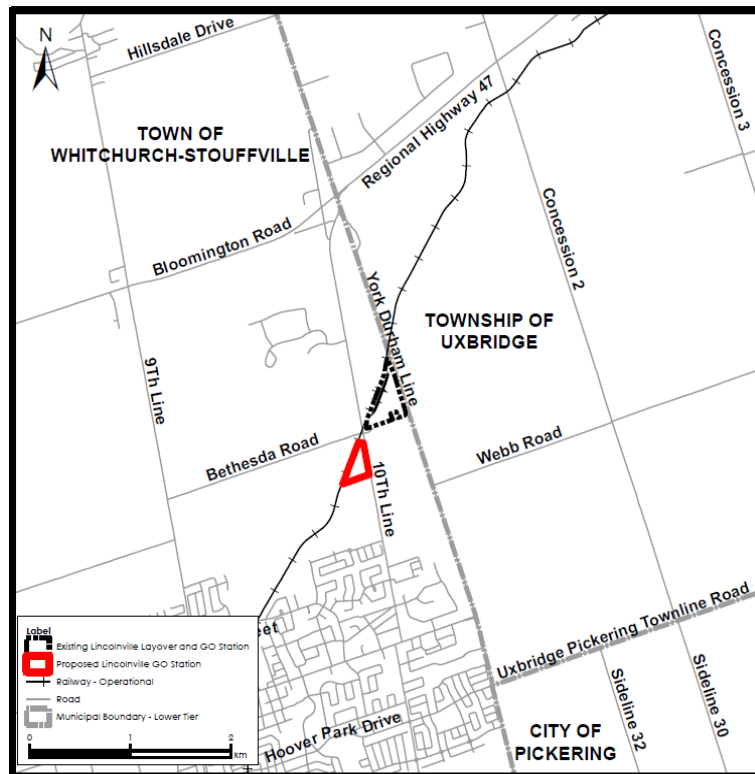 N
Hillsdale Drive
Concession 3
TOWN OF
WHITCHURCH-STOUFFVILLE
Regional Highway 47
Concession 2
Bloomington Road
York Durham Line
TOWNSHIP OF
UXBRIDGE
9Th Line
Bethesda Road
10Th Line
Webb Road
eet
Uxbridge Pickering Townline Road
Sideline 32
Sideline 30
Hoover Park Drive
CITY OF
PICKERING
Label
Existing Lincolnville Layover and GO Station
Proposed Lincolnville GO Station
Railway - Operational
Road
Municipal Boundary - Lower Tier
0 1 2
km